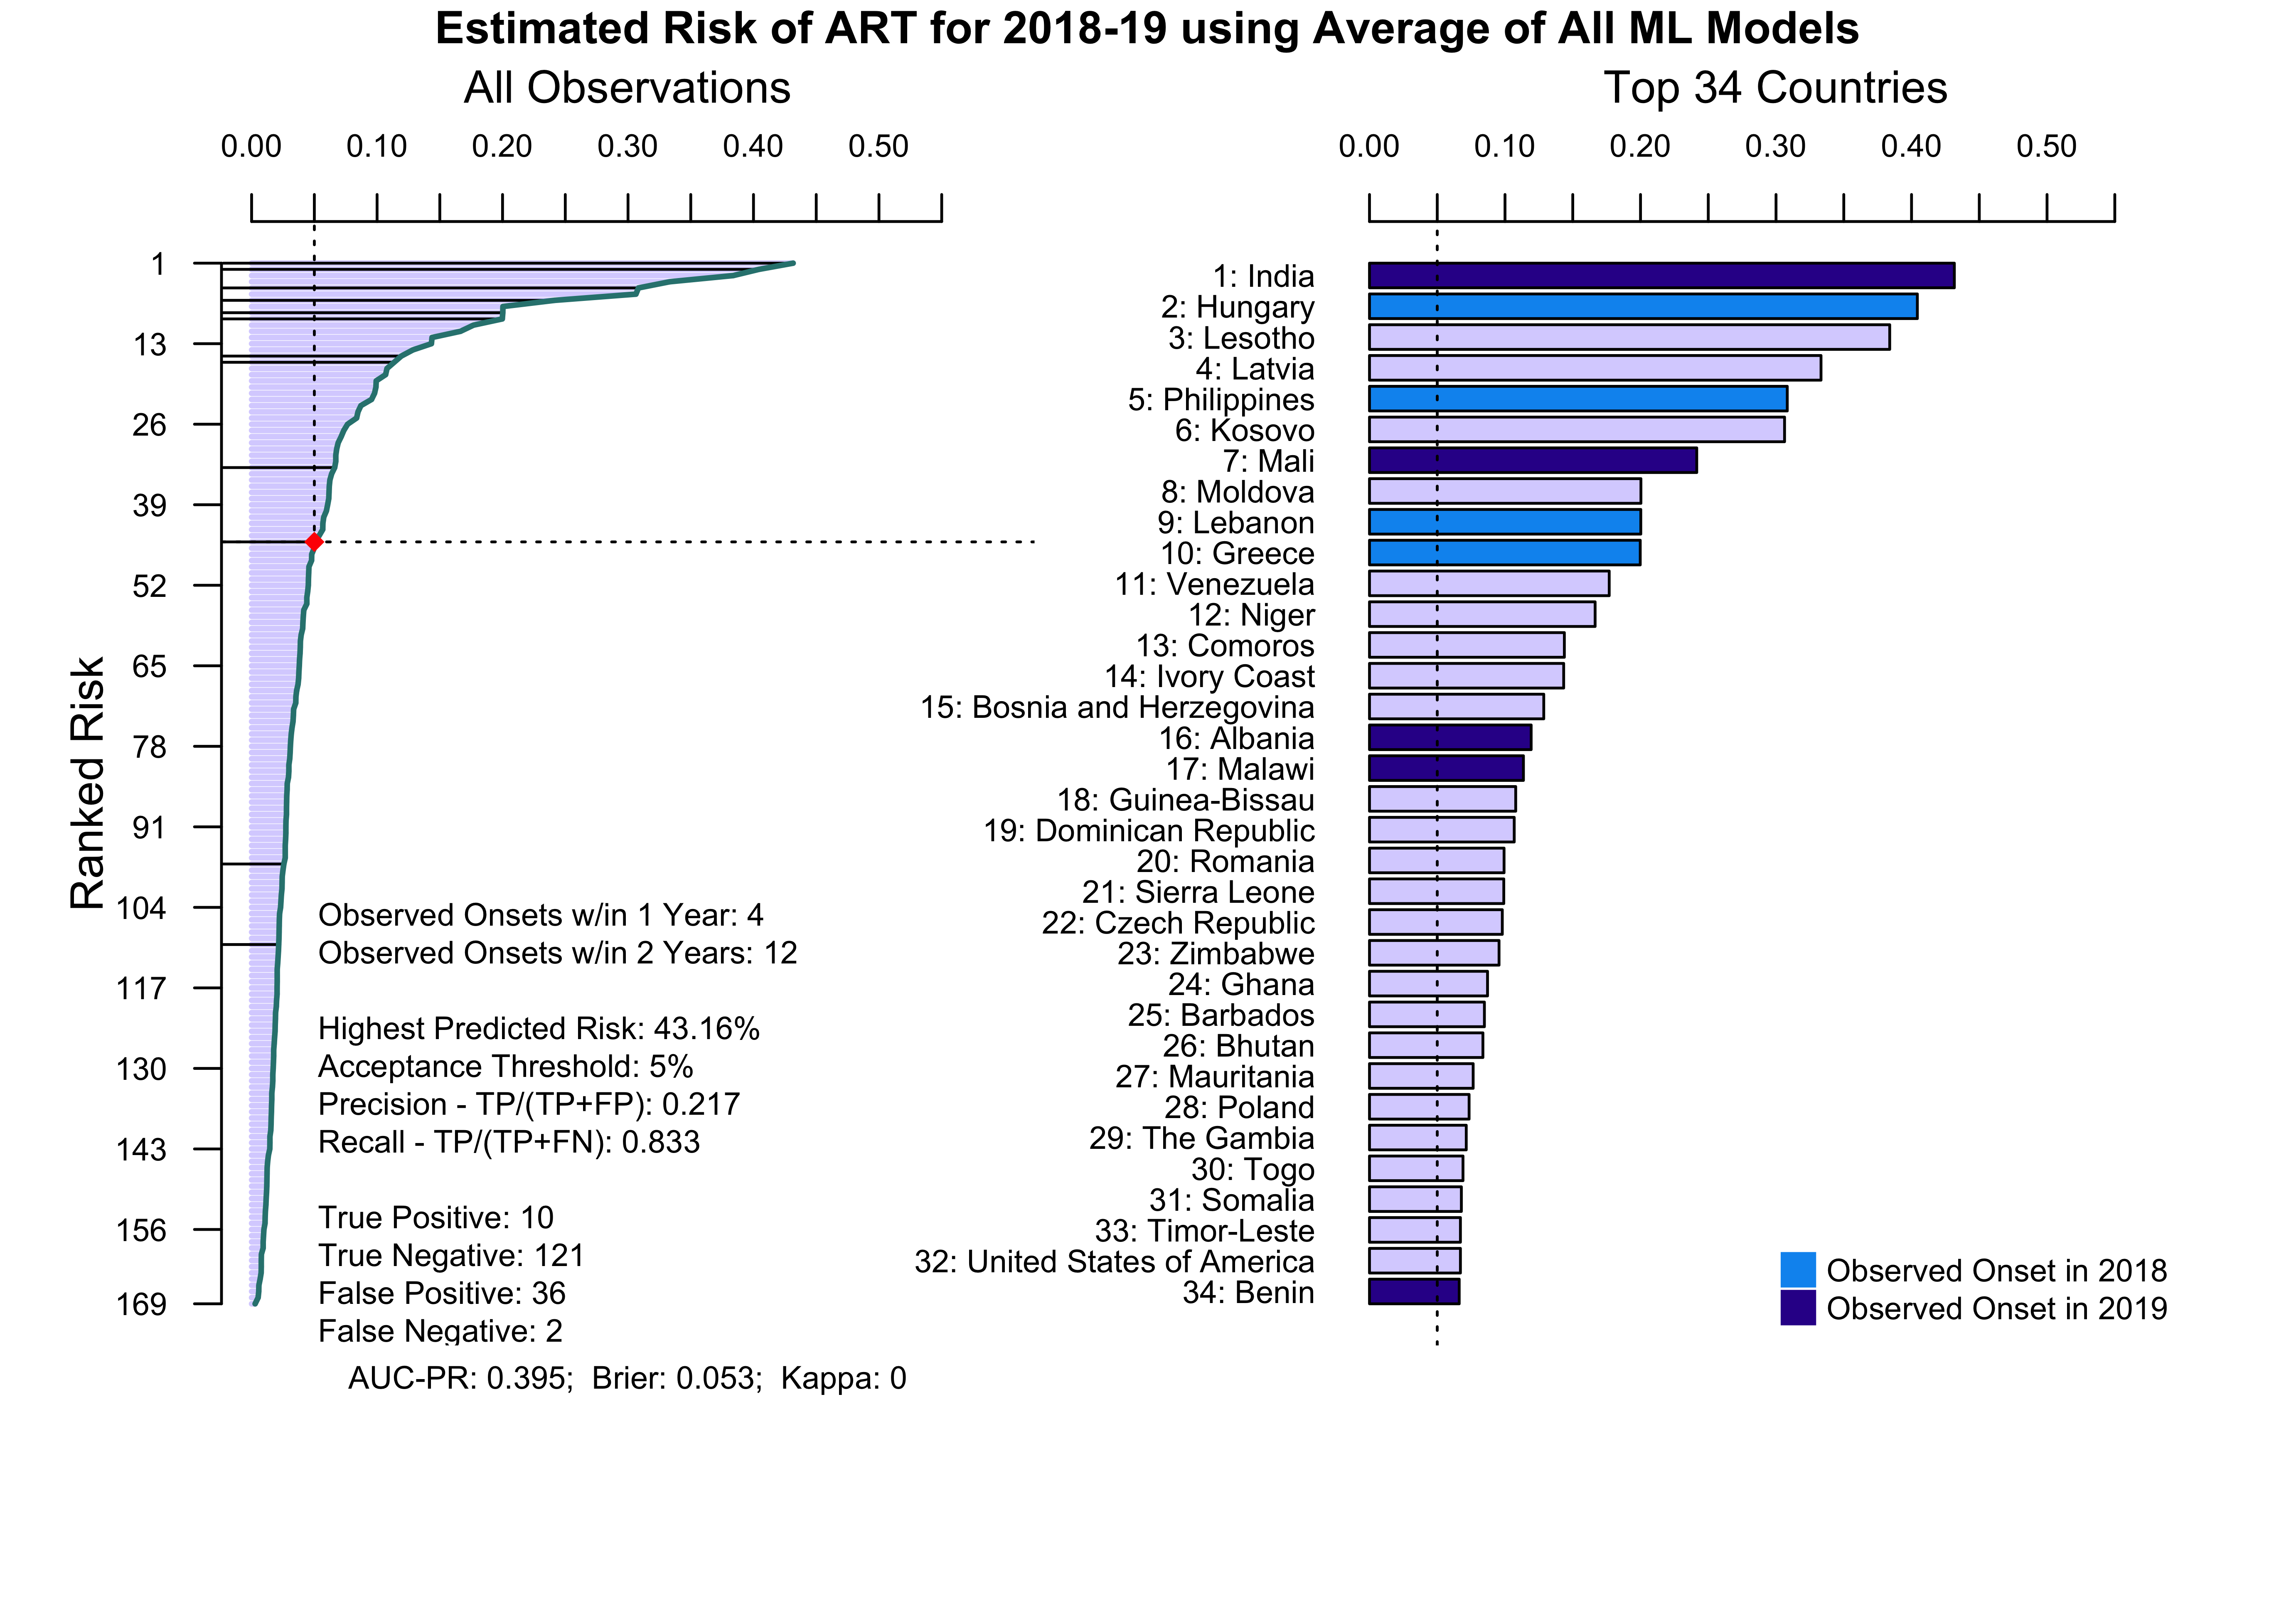 Estimated Risk of ART for 2018-19 using Average of All ML Models
All Observations
0.00 0.10 0.20 0.30 0.40 0.50
Ranked Risk
1
13
26
39
52
65
78
91
104
117
130
143
156
169
Observed Onsets w/in 1 Year: 4
Observed Onsets w/in 2 Years: 12
Highest Predicted Risk: 43.16%
Acceptance Threshold: 5%
Precision - TP/(TP+FP): 0.217
Recall - TP/(TP+FN): 0.833
True Positive: 10
True Negative: 121
False Positive: 36
False Negative: 2
AUC-PR: 0.395; Brier: 0.053; Kappa: 0
Top 34 Countries
0.00 0.10 0.20 0.30 0.40 0.50
1: India
2: Hungary
3: Lesotho
4: Latvia
5: Philippines
6: Kosovo
7: Mali
8: Moldova
9: Lebanon
10: Greece
11: Venezuela
12: Niger
13: Comoros
14: Ivory Coast
15: Bosnia and Herzegovina
16: Albania
17: Malawi
18: Guinea-Bissau
19: Dominican Republic
20: Romania
21: Sierra Leone
22: Czech Republic
23: Zimbabwe
24: Ghana
25: Barbados
26: Bhutan
27: Mauritania
28: Poland
29: The Gambia
30: Togo
31: Somalia
33: Timor-Leste
32: United States of America
34: Benin
Observed Onset in 2018
Observed Onset in 2019